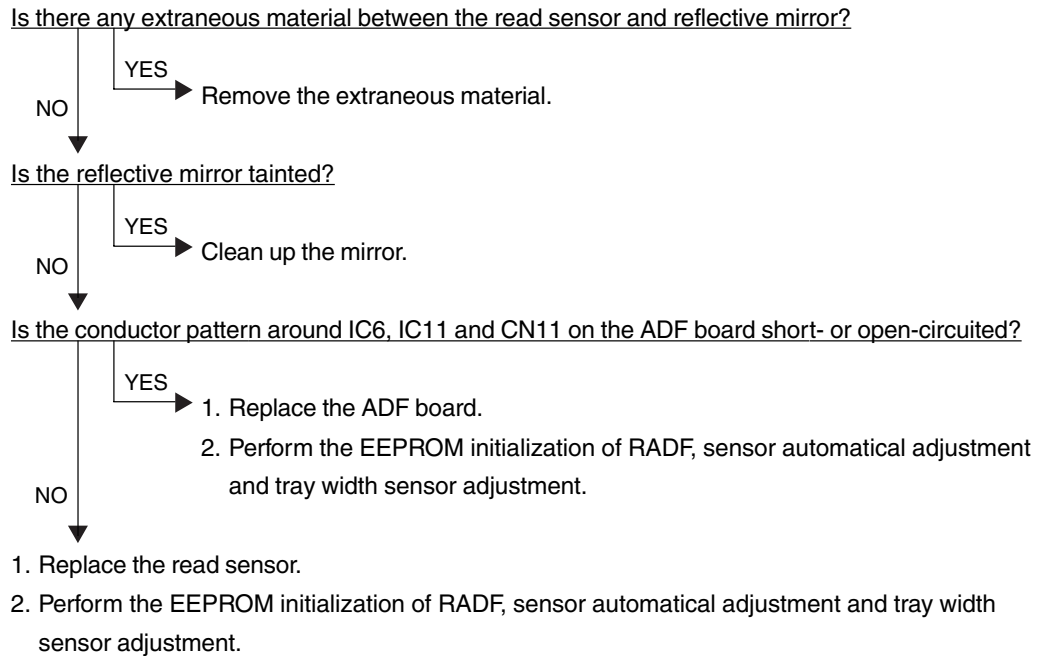 Is there any extraneous material between the read sensor and reflective mirror?
YES
Remove the extraneous material.
NO
Is the reflective mirror tainted?
YES
Clean up the mirror.
NO
Is the conductor pattern around IC6, IC11 and CN11 on the ADF board short- or open-circuited?
YES
1. Replace the ADF board.
2. Perform the EEPROM initialization of RADF, sensor automatical adjustment
and tray width sensor adjustment.
NO
1. Replace the read sensor.
2. Perform the EEPROM initialization of RADF, sensor automatical adjustment and tray width
sensor adjustment.